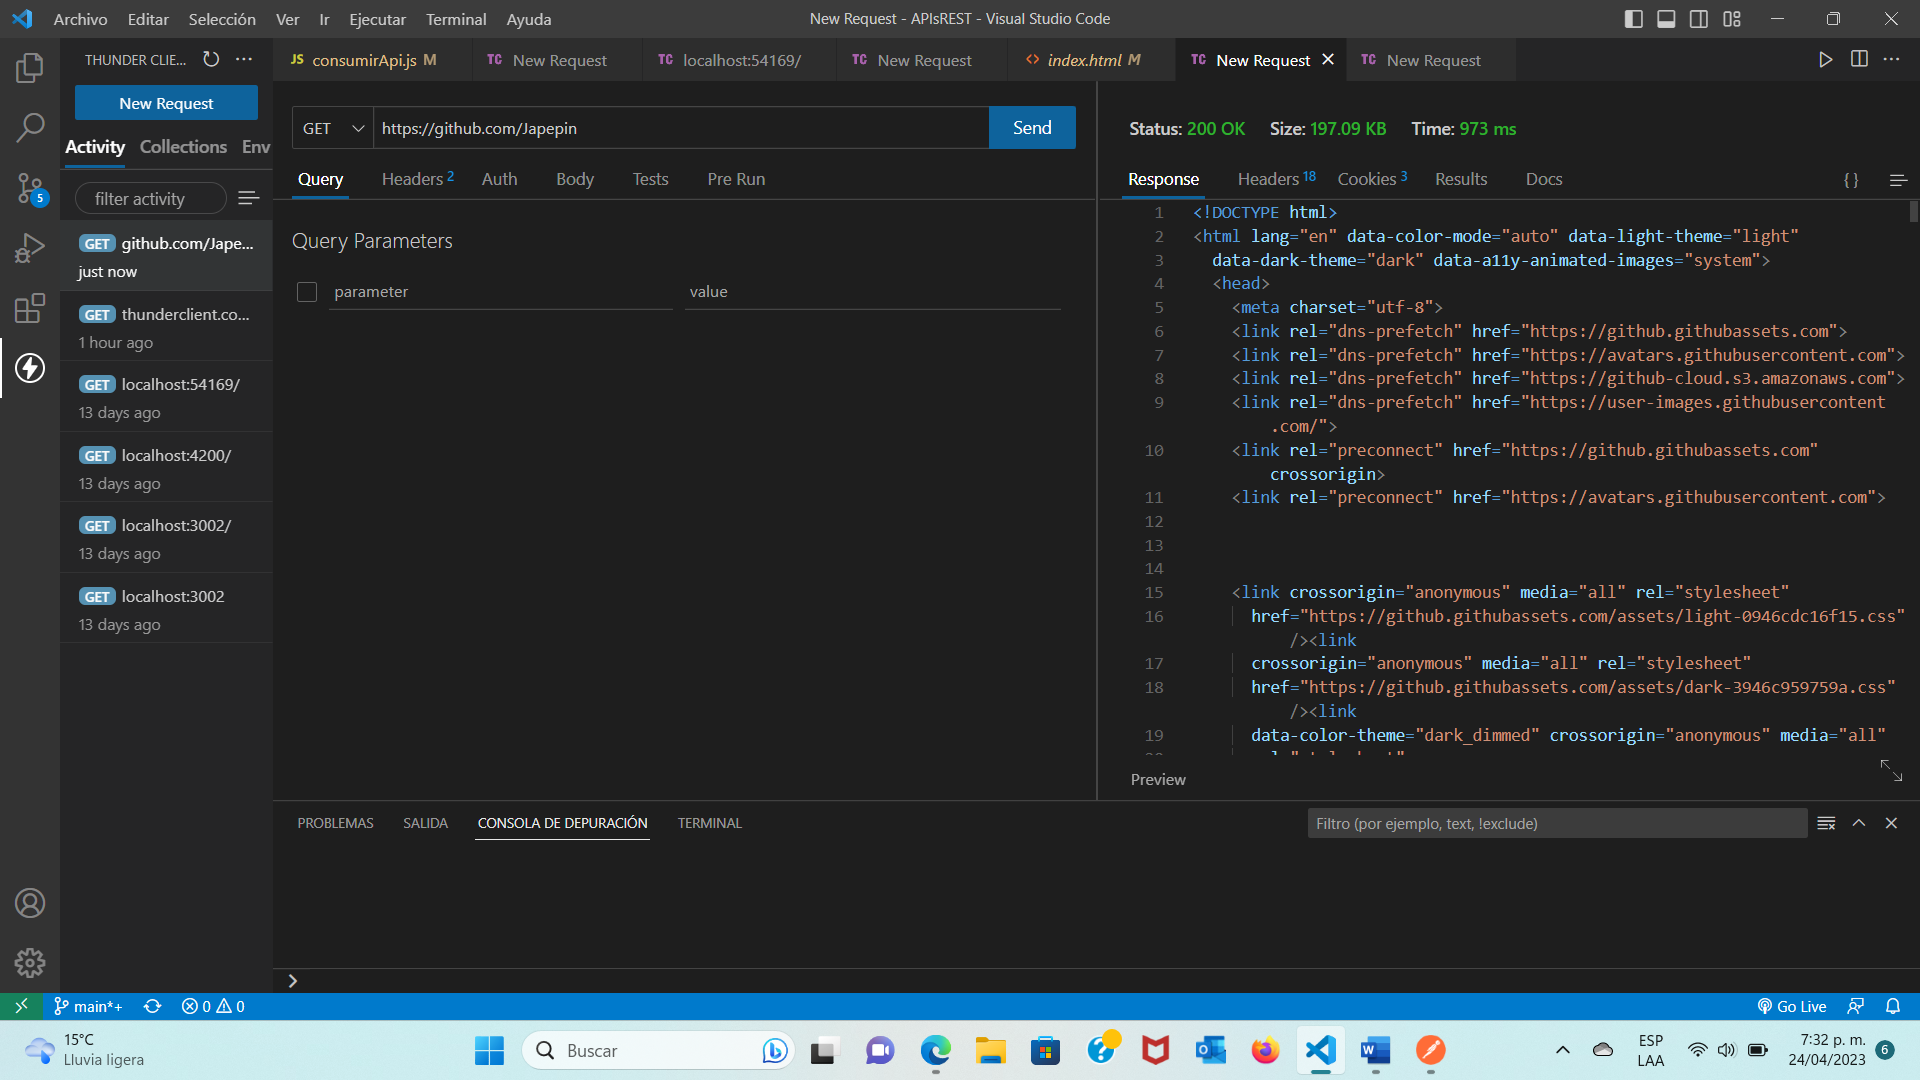 Archivo Editar Selección Ver Ir Ejecutar Terminal Ayuda
New Request - APIsREST - Visual Studio Code
THUNDER CLIE...
New Request
Activity Collections Env
filter activity
GET github.com/Jape...
just now
GET thunderclient.co...
1 hour ago
GET localhost:54169/
13 days ago
GET localhost:4200/
13 days ago
GET localhost:3002/
13 days ago
GET localhost:3002
13 days ago
5
JS consumirApi.js M
TC New Request
TC localhost:54169/
TC New Request
<> index.html M
TC New Request
TC New Request
GET https://github.com/Japepin Send
Query Headers 2 Auth Body Tests Pre Run
Query Parameters
parameter value
Status: 200 OK Size: 197.09 KB Time: 973 ms
Response Headers 18 Cookies 3 Results Docs { }
1 <!DOCTYPE html>
2 <html lang="en" data-color-mode="auto" data-light-theme="light"
3 data-dark-theme="dark" data-a11y-animated-images="system">
4 <head>
5 <meta charset="utf-8">
6 <link rel="dns-prefetch" href="https://github.githubassets.com">
7 <link rel="dns-prefetch" href="https://avatars.githubusercontent.com">
8 <link rel="dns-prefetch" href="https://github-cloud.s3.amazonaws.com">
9 <link rel="dns-prefetch" href="https://user-images.githubusercontent
.com/">
10 <link rel="preconnect" href="https://github.githubassets.com"
crossorigin>
11 <link rel="preconnect" href="https://avatars.githubusercontent.com">
12
13
14
15 <link crossorigin="anonymous" media="all" rel="stylesheet"
16 href="https://github.githubassets.com/assets/light-0946cdc16f15.css"
/><link
17 crossorigin="anonymous" media="all" rel="stylesheet"
18 href="https://github.githubassets.com/assets/dark-3946c959759a.css"
/><link
19 data-color-theme="dark_dimmed" crossorigin="anonymous" media="all"
Preview
PROBLEMAS SALIDA CONSOLA DE DEPURACIÓN TERMINAL
Filtro (por ejemplo, text, !exclude)
main*+ 0 0
Go Live
15°C
Lluvia ligera
Buscar
ESP
LAA
7:32 p. m.
24/04/2023
6